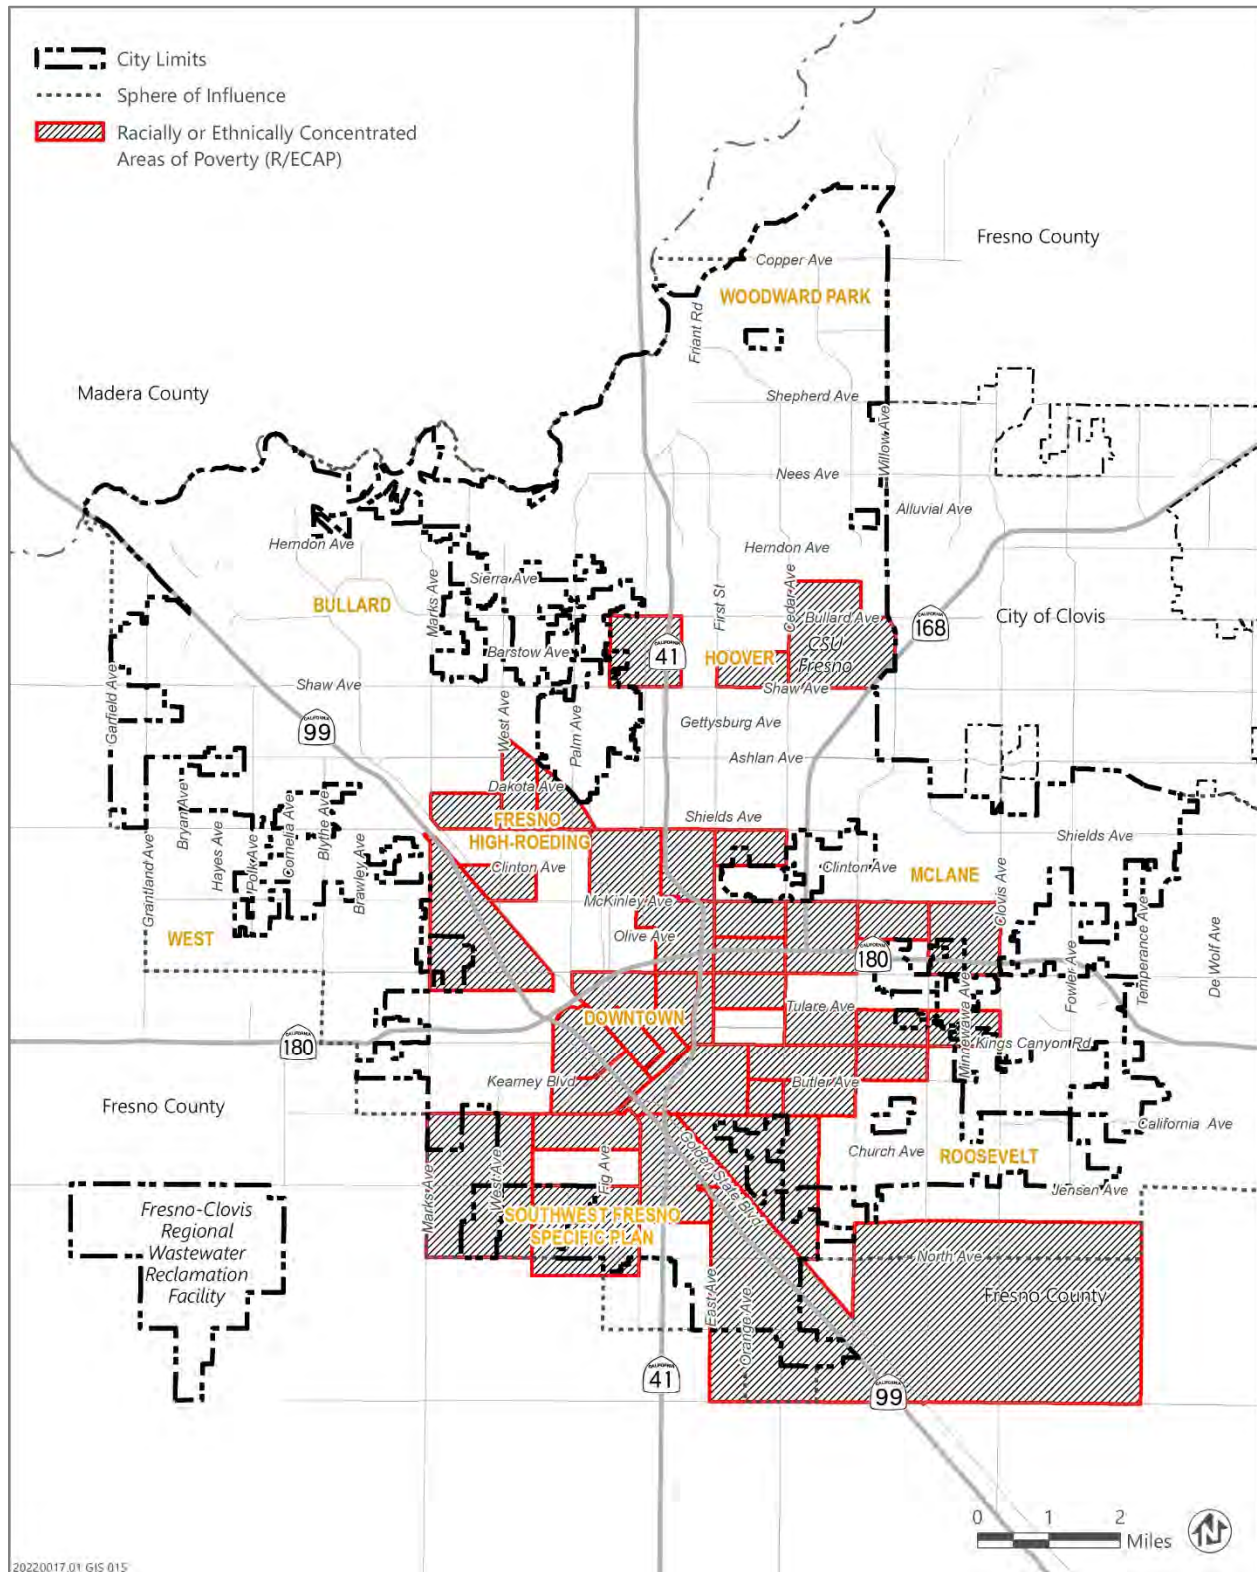 City Limits
Sphere of Influence
Racially or Ethnically Concentrated
Areas of Poverty (R/ECAP)
Fresno County
Copper Ave
WOODWARD PARK
Friant Rd
Madera County
Shepherd Ave
Willow Ave
Nees Ave
Alluvial Ave
Herndon Ave
Herndon Ave
Sierra Ave
Marks Ave
BULLARD
Cedar Ave
First St
Bullard Ave
CALIFORNIA
168
City of Clovis
CALIFORNIA
41
HOOVER
CSU
Fresno
Barstow Ave
Shaw Ave
Shaw Ave
Garfield Ave
West Ave
Palm Ave
Gettysburg Ave
CALIFORNIA
99
Ashlan Ave
Dakota Ave
FRESNO
HIGH-ROEDING
Shields Ave
Shields Ave
Grantland Ave
Bryan Ave
Hayes Ave
Polk Ave
Cornelia Ave
Blythe Ave
Brawley Ave
Clinton Ave
Clinton Ave
MCLANE
Clovis Ave
McKinley Ave
WEST
Olive Ave
CALIFORNIA
180
Minnewawa Ave
Fowler Ave
Temperance Ave
De Wolf Ave
DOWNTOWN
Tulare Ave
CALIFORNIA
180
Kings Canyon Rd
Kearney Blvd
Butler Ave
Fresno County
California Ave
Golden State Blvd
Church Ave
ROOSEVELT
Marks Ave
West Ave
Fig Ave
Jensen Ave
Fresno-Clovis
Regional
Wastewater
Reclamation
Facility
SOUTHWEST FRESNO
SPECIFIC PLAN
North Ave
East Ave
Orange Ave
Fresno County
CALIFORNIA
41
CALIFORNIA
99
0 1 2
Miles
N
20220017.01 GIS 015